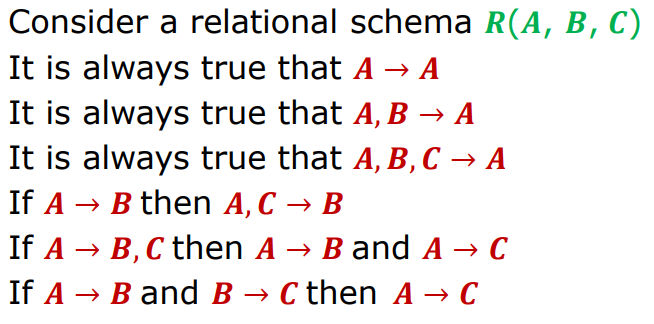 Consider a relational schema R(A, B, C)
It is always true that A → A
It is always true that A, B → A
It is always true that A, B, C → A
If A → B then A, C → B
If A → B, C then A → B and A → C
If A → B and B → C then A → C